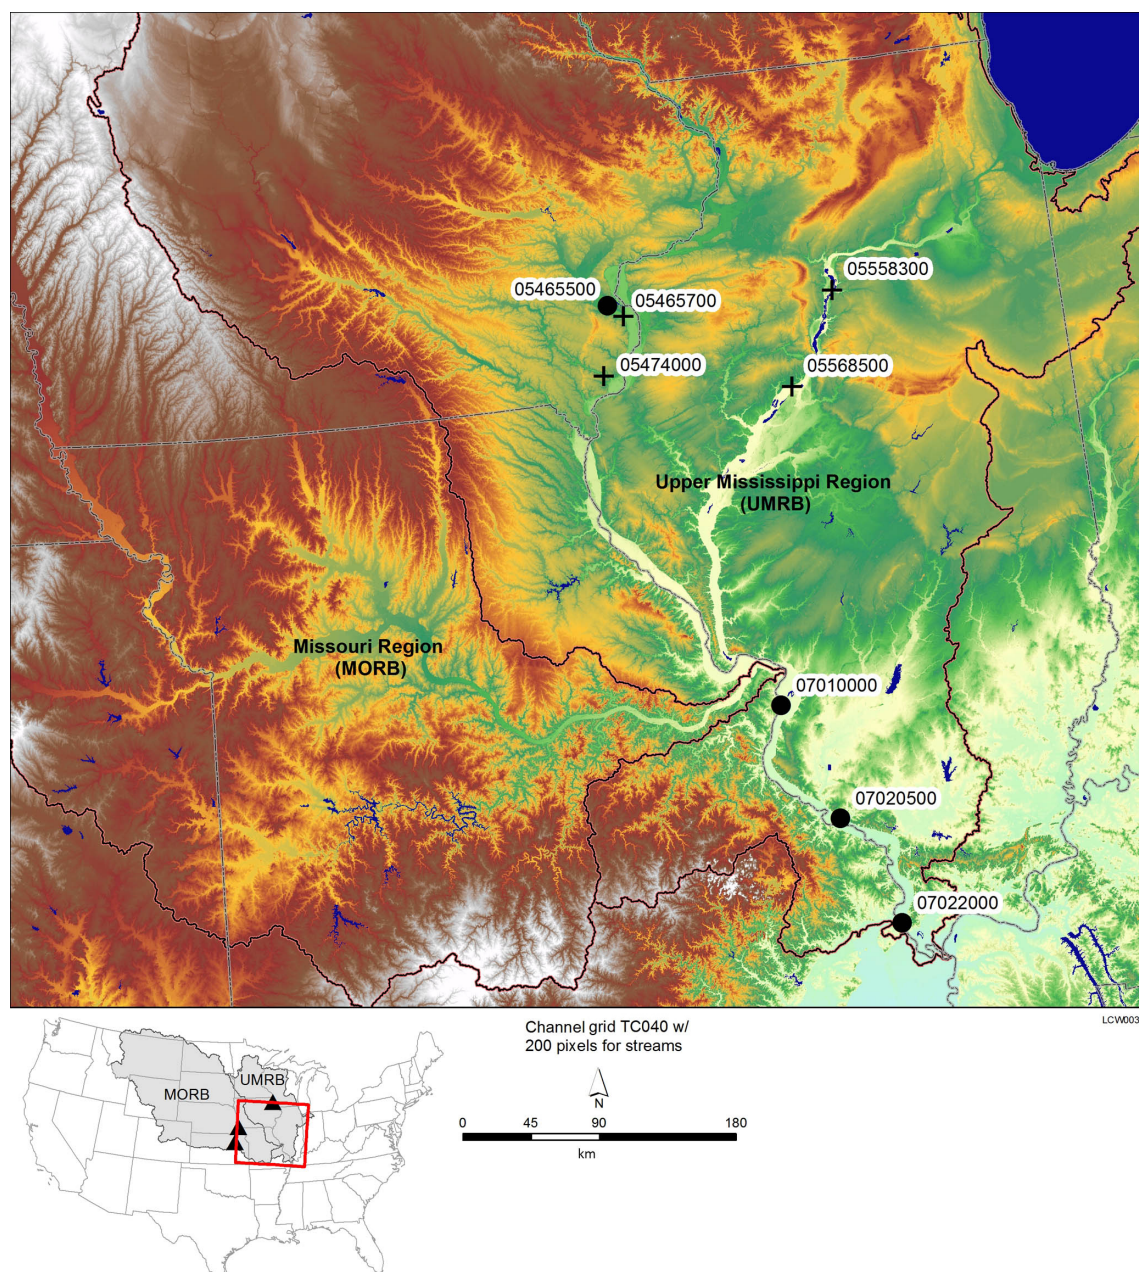 05558300
05465500
05465700
05474000
05568500
Upper Mississippi Region
(UMRB)
Missouri Region
(MORB)
07010000
07020500
07022000
LCW003
Channel grid TC040 w/
200 pixels for streams
N
0 45 90 180
km
UMRB
MORB